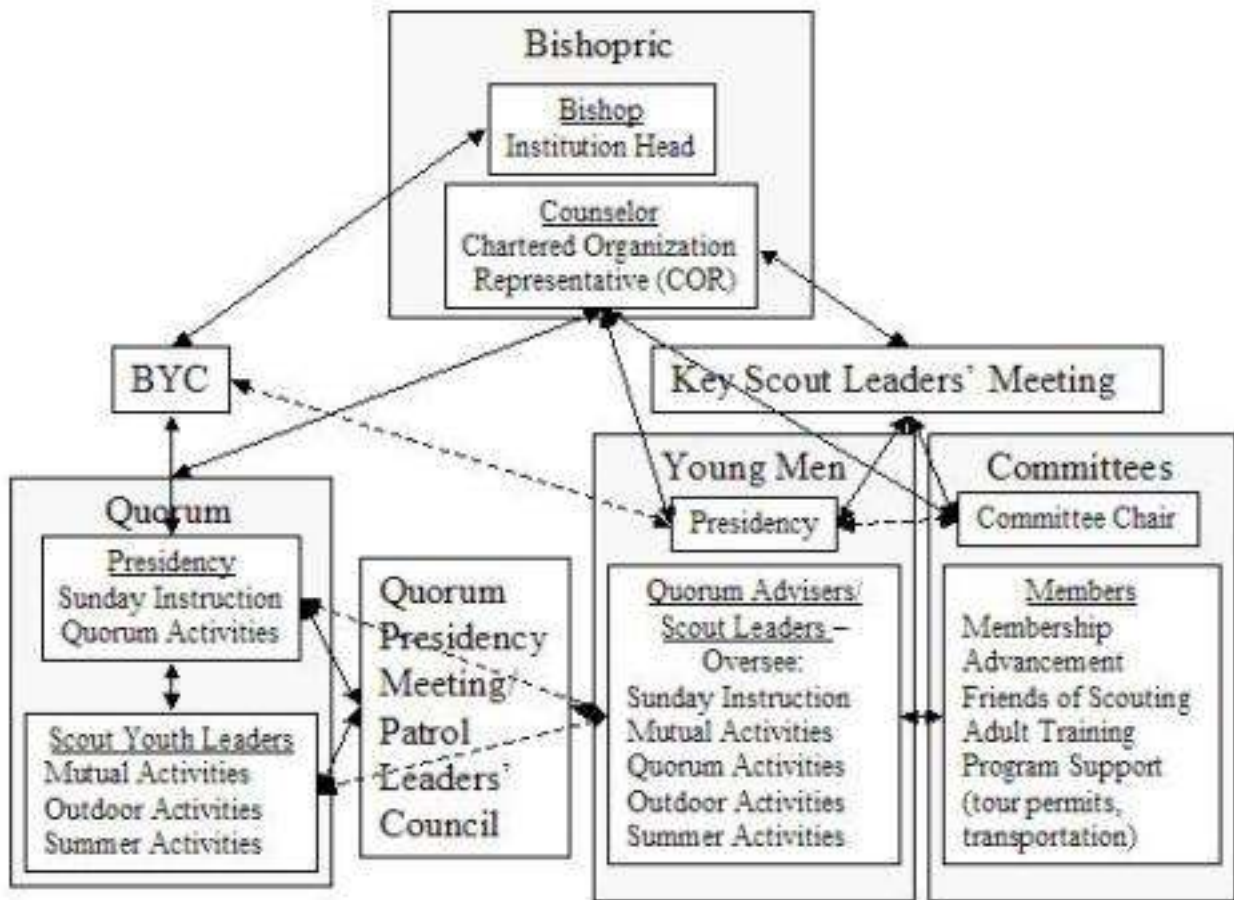 Bishopric
Bishop
Institution Head
Counselor
Chartered Organization
Representative (COR)
BYC
Key Scout Leaders' Meeting
Quorum
Presidency
Sunday Instruction
Quorum Activities
Scout Youth Leaders
Mutual Activities
Outdoor Activities
Summer Activities
Quorum
Presidency
Meeting/
Patrol
Leaders'
Council
Young Men
Presidency
Quorum Advisers/
Scout Leaders –
Oversee:
Sunday Instruction
Mutual Activities
Quorum Activities
Outdoor Activities
Summer Activities
Committees
Committee Chair
Members
Membership
Advancement
Friends of Scouting
Adult Training
Program Support
(tour permits,
transportation)